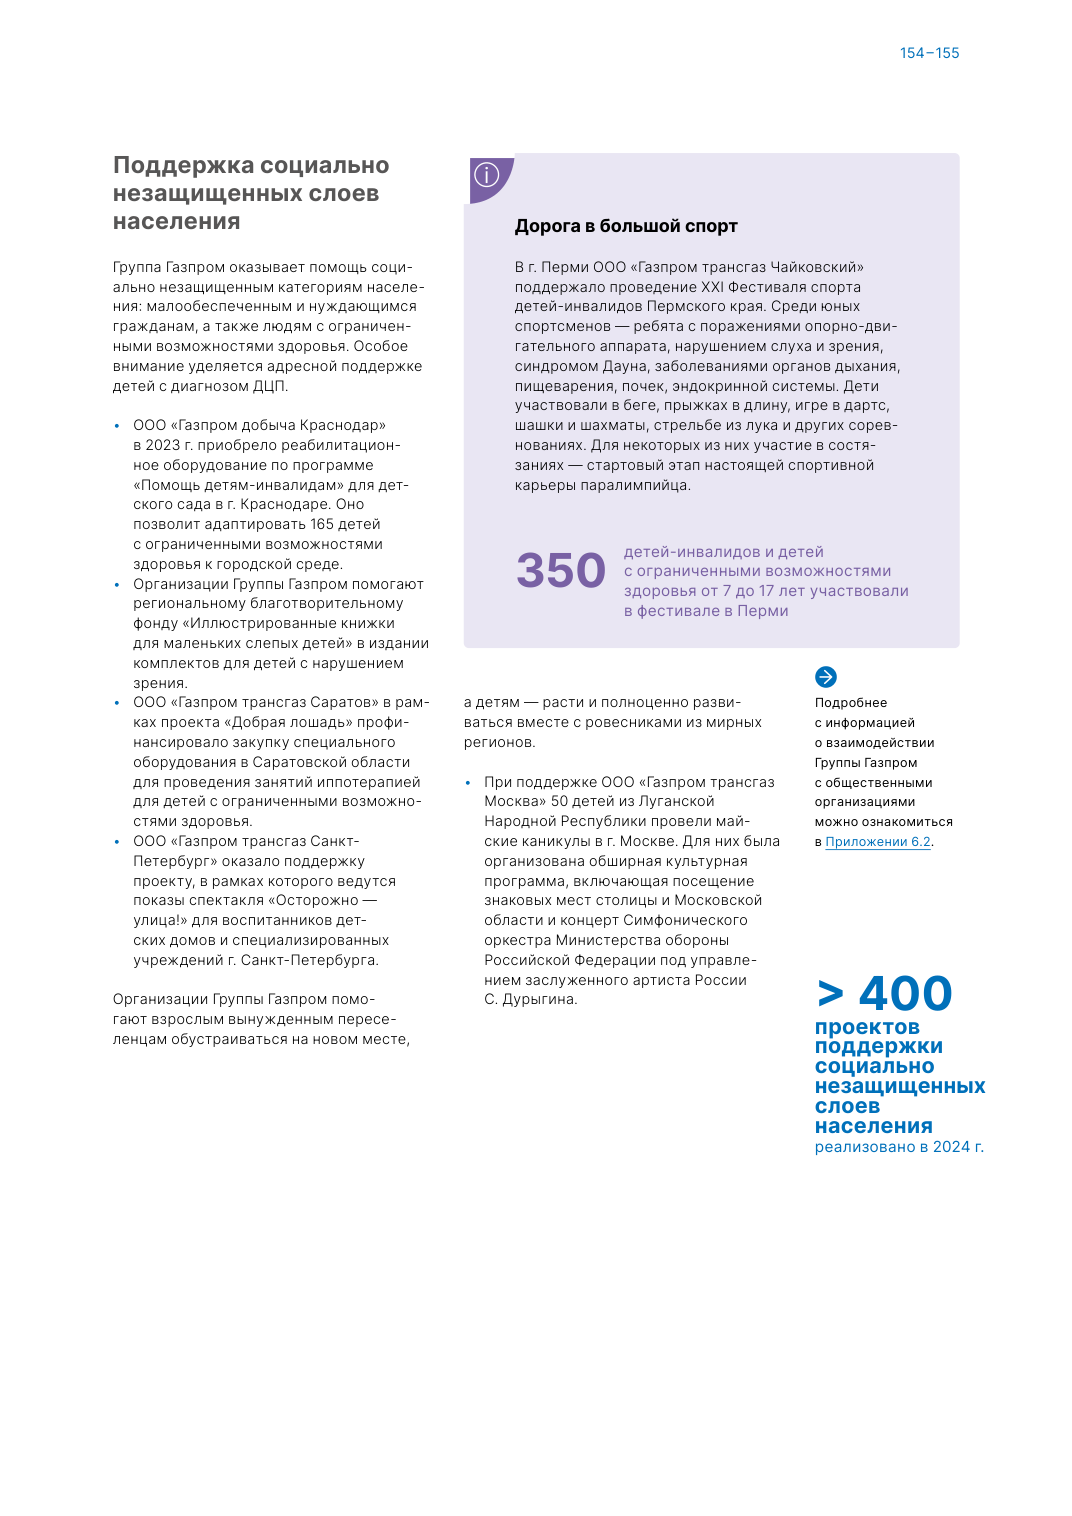 154–155
Поддержка социально
незащищенных слоев
населения
Группа Газпром оказывает помощь соци-
ально незащищенным категориям населе-
ния: малообеспеченным и нуждающимся
гражданам, а также людям с ограничен-
ными возможностями здоровья. Особое
внимание уделяется адресной поддержке
детей с диагнозом ДЦП.
• ООО «Газпром добыча Краснодар»
в 2023 г. приобрело реабилитацион-
ное оборудование по программе
«Помощь детям-инвалидам» для дет-
ского сада в г. Краснодаре. Оно
позволит адаптировать 165 детей
с ограниченными возможностями
здоровья к городской среде.
• Организации Группы Газпром помогают
региональному благотворительному
фонду «Иллюстрированные книжки
для маленьких слепых детей» в издании
комплектов для детей с нарушением
зрения.
• ООО «Газпром трансгаз Саратов» в рам-
ках проекта «Добрая лошадь» профи-
нансировало закупку специального
оборудования в Саратовской области
для проведения занятий иппотерапией
для детей с ограниченными возможно-
стями здоровья.
• ООО «Газпром трансгаз Санкт-
Петербург» оказало поддержку
проекту, в рамках которого ведутся
показы спектакля «Осторожно —
улица!» для воспитанников дет-
ских домов и специализированных
учреждений г. Санкт-Петербурга.
Организации Группы Газпром помо-
гают взрослым вынужденным пересе-
ленцам обустраиваться на новом месте,
Дорога в большой спорт
В г. Перми ООО «Газпром трансгаз Чайковский»
поддержало проведение XXI Фестиваля спорта
детей-инвалидов Пермского края. Среди юных
спортсменов — ребята с поражениями опорно-дви-
гательного аппарата, нарушением слуха и зрения,
синдромом Дауна, заболеваниями органов дыхания,
пищеварения, почек, эндокринной системы. Дети
участвовали в беге, прыжках в длину, игре в дартс,
шашки и шахматы, стрельбе из лука и других сорев-
нованиях. Для некоторых из них участие в состя-
заниях — стартовый этап настоящей спортивной
карьеры паралимпийца.
350
детей-инвалидов и детей
с ограниченными возможностями
здоровья от 7 до 17 лет участвовали
в фестивале в Перми
а детям — расти и полноценно разви-
ваться вместе с ровесниками из мирных
регионов.
• При поддержке ООО «Газпром трансгаз
Москва» 50 детей из Луганской
Народной Республики провели май-
ские каникулы в г. Москве. Для них была
организована обширная культурная
программа, включающая посещение
знаковых мест столицы и Московской
области и концерт Симфонического
оркестра Министерства обороны
Российской Федерации под управле-
нием заслуженного артиста России
С. Дурыгина.
Подробнее
с информацией
о взаимодействии
Группы Газпром
с общественными
организациями
можно ознакомиться
в Приложении 6.2.
> 400
проектов
поддержки
социально
незащищенных
слоев
населения
реализовано в 2024 г.